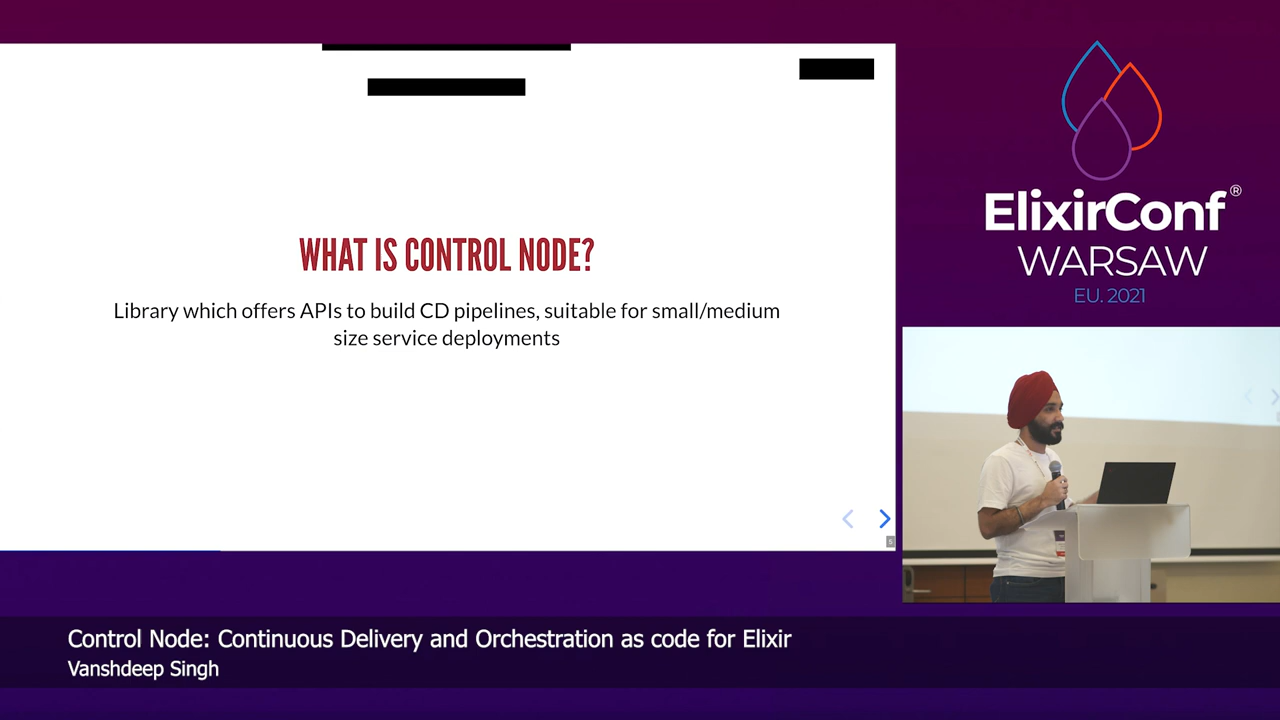 WHAT IS CONTROL NODE?
Library which offers APIs to build CD pipelines, suitable for small/medium
size service deployments
5
ElixirConf®
WARSAW
EU. 2021
Control Node: Continuous Delivery and Orchestration as code for Elixir
Vanshdeep Singh